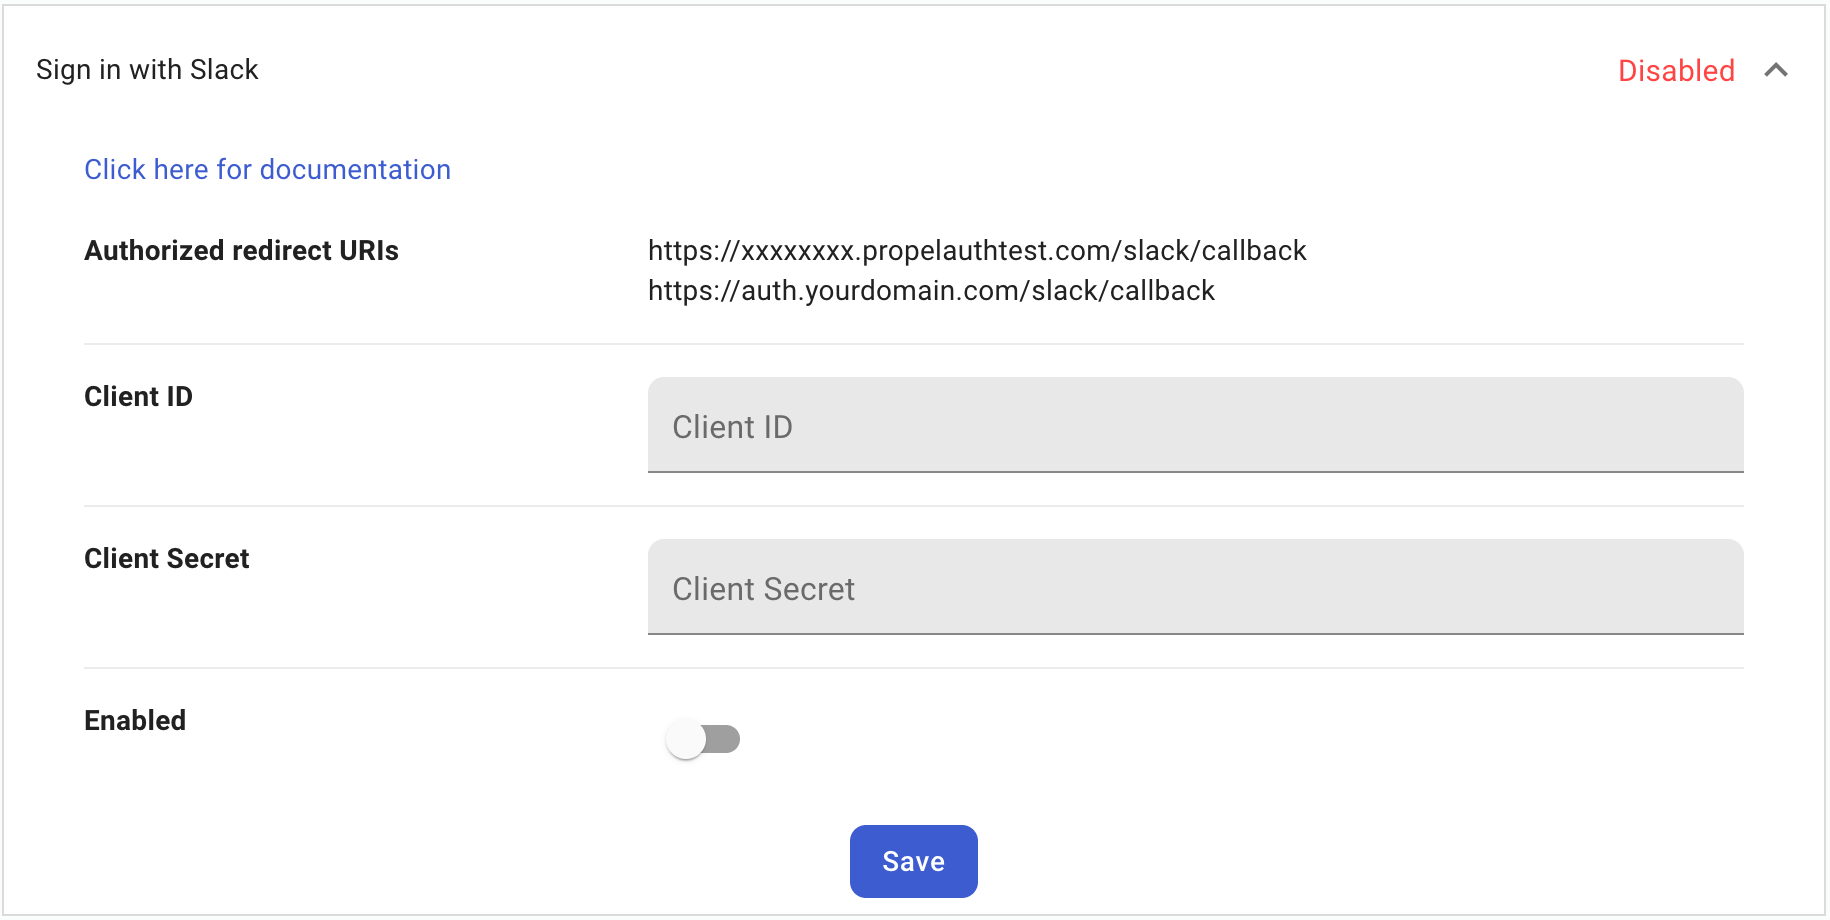 Sign in with Slack
Disabled
Click here for documentation
Authorized redirect URIs
https://xxxxxxxx.propelauthtest.com/slack/callback
https://auth.yourdomain.com/slack/callback
Client ID
Client ID
Client Secret
Client Secret
Enabled
Save